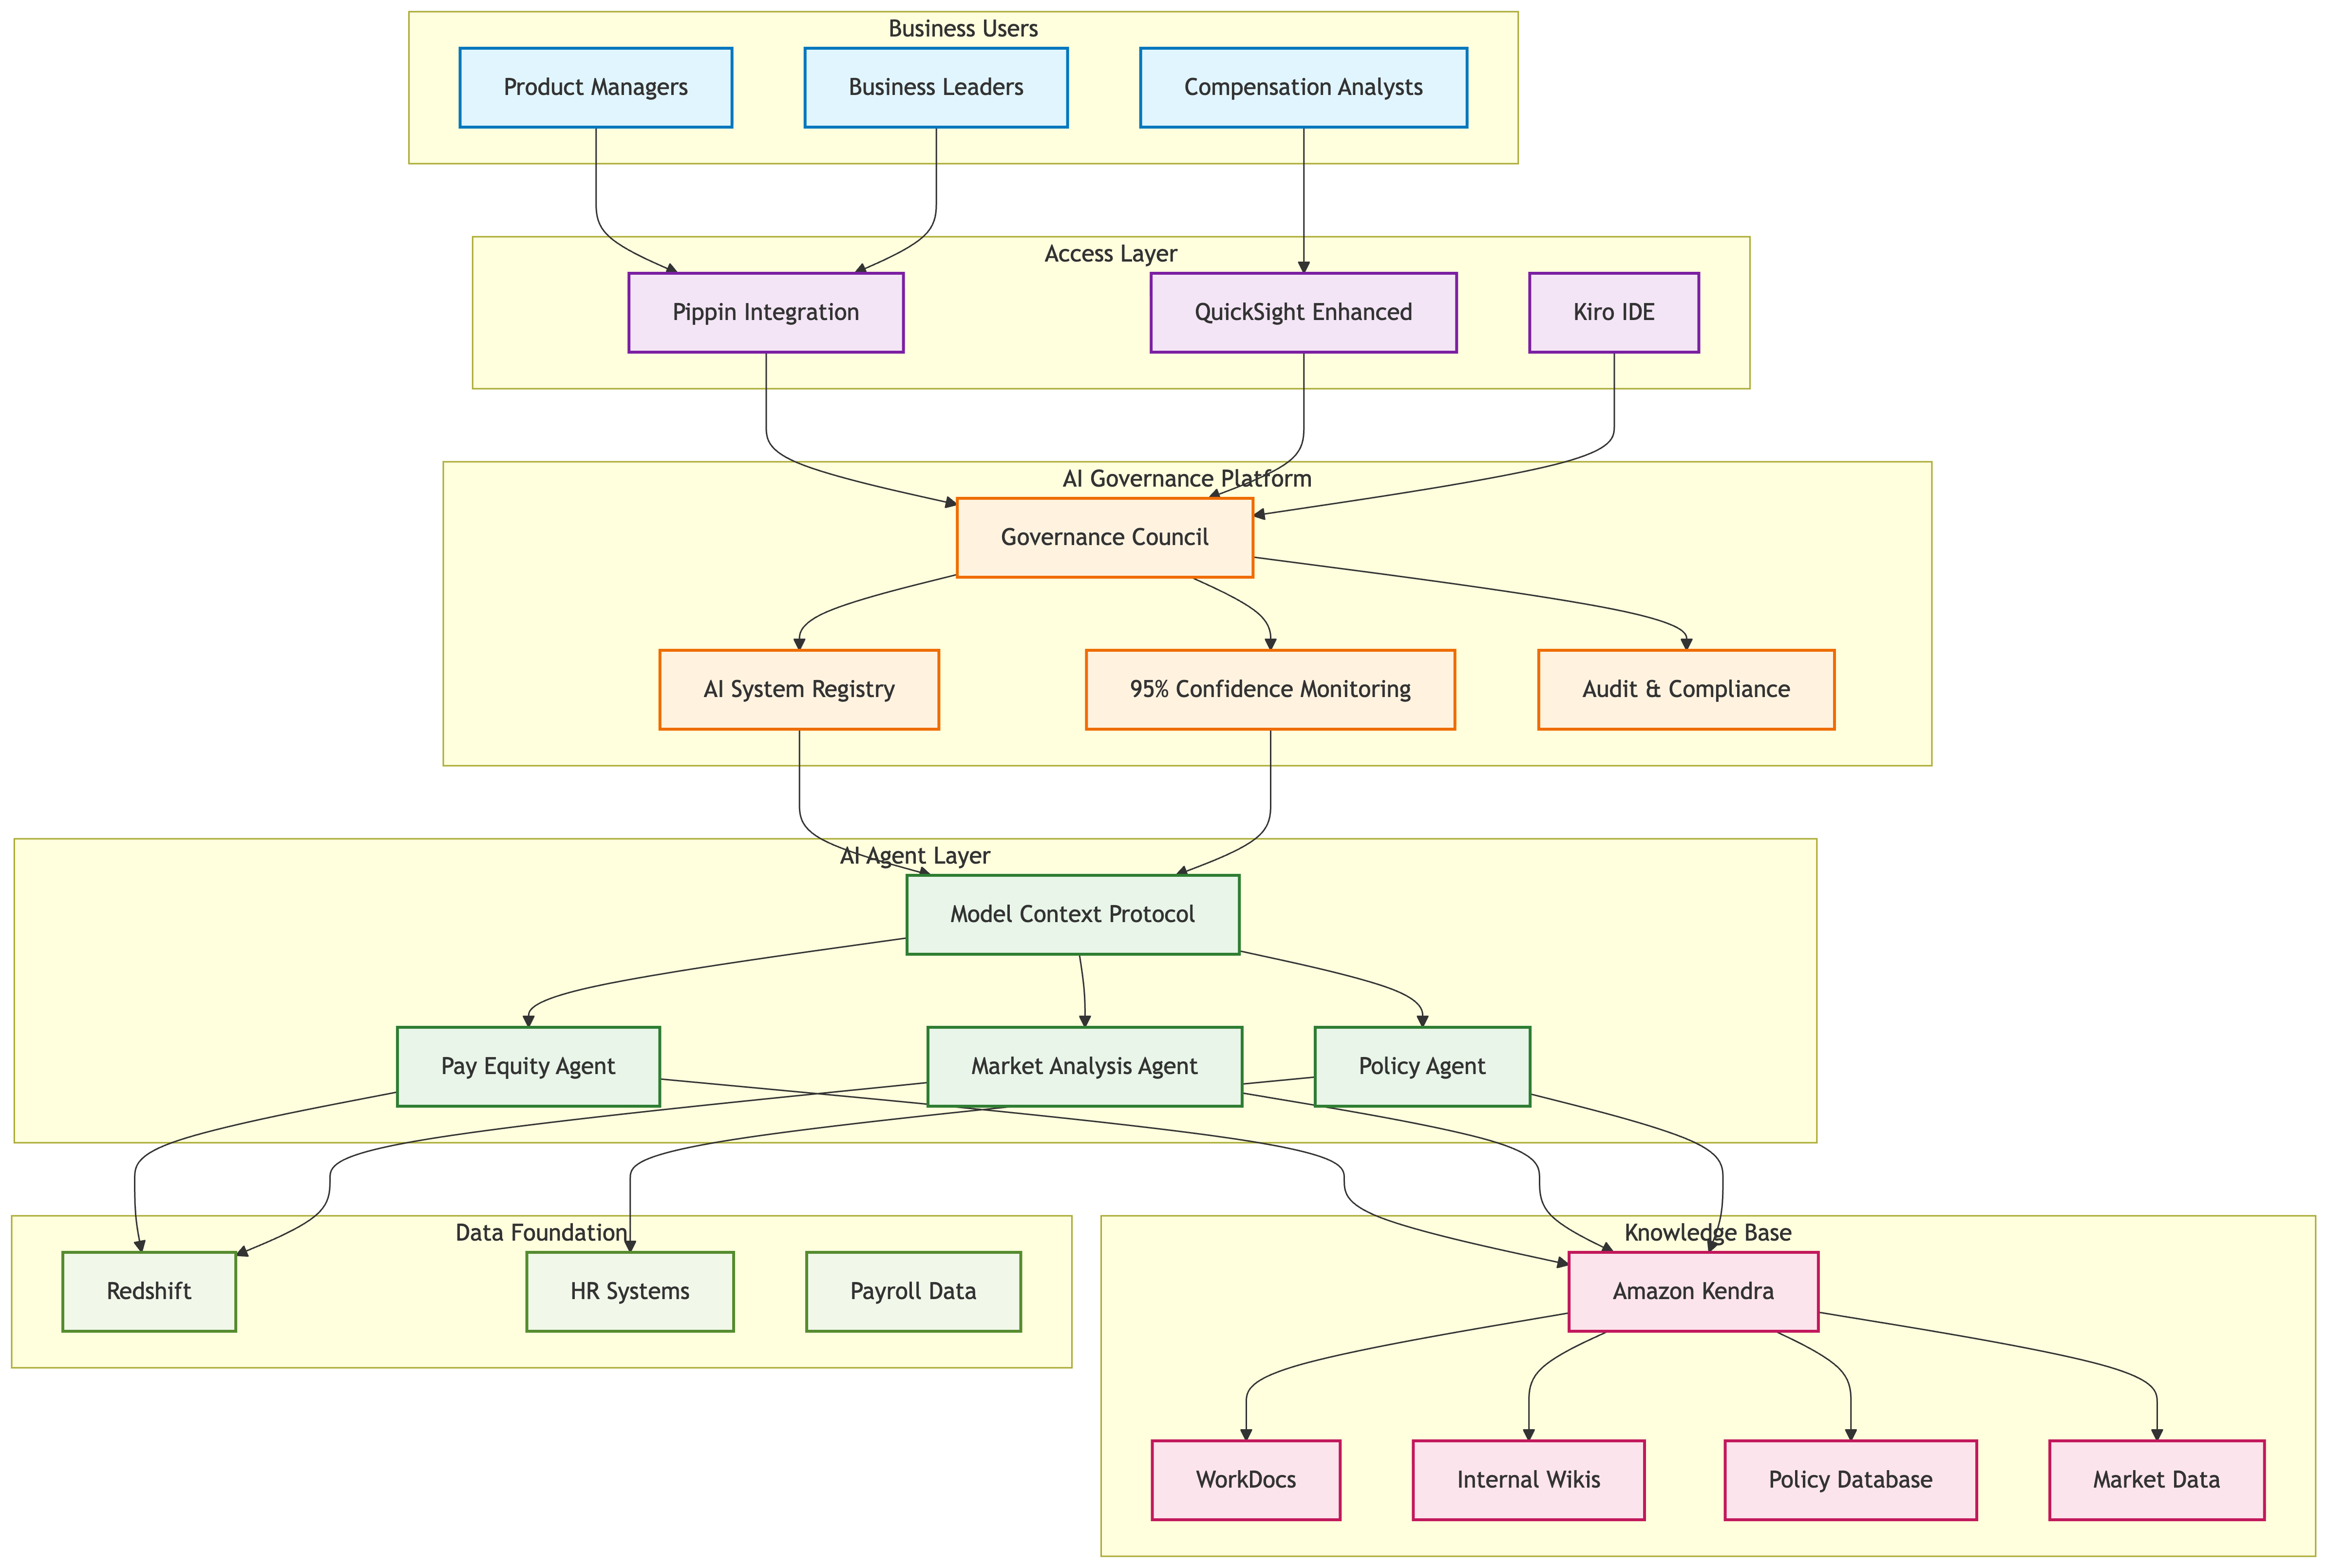 Business Users
Product Managers
Business Leaders
Compensation Analysts
Access Layer
Pippin Integration
QuickSight Enhanced
Kiro IDE
AI Governance Platform
Governance Council
AI System Registry
95% Confidence Monitoring
Audit & Compliance
AI Agent Layer
Model Context Protocol
Pay Equity Agent
Market Analysis Agent
Policy Agent
Data Foundation
Redshift
HR Systems
Payroll Data
Knowledge Base
Amazon Kendra
WorkDocs
Internal Wikis
Policy Database
Market Data